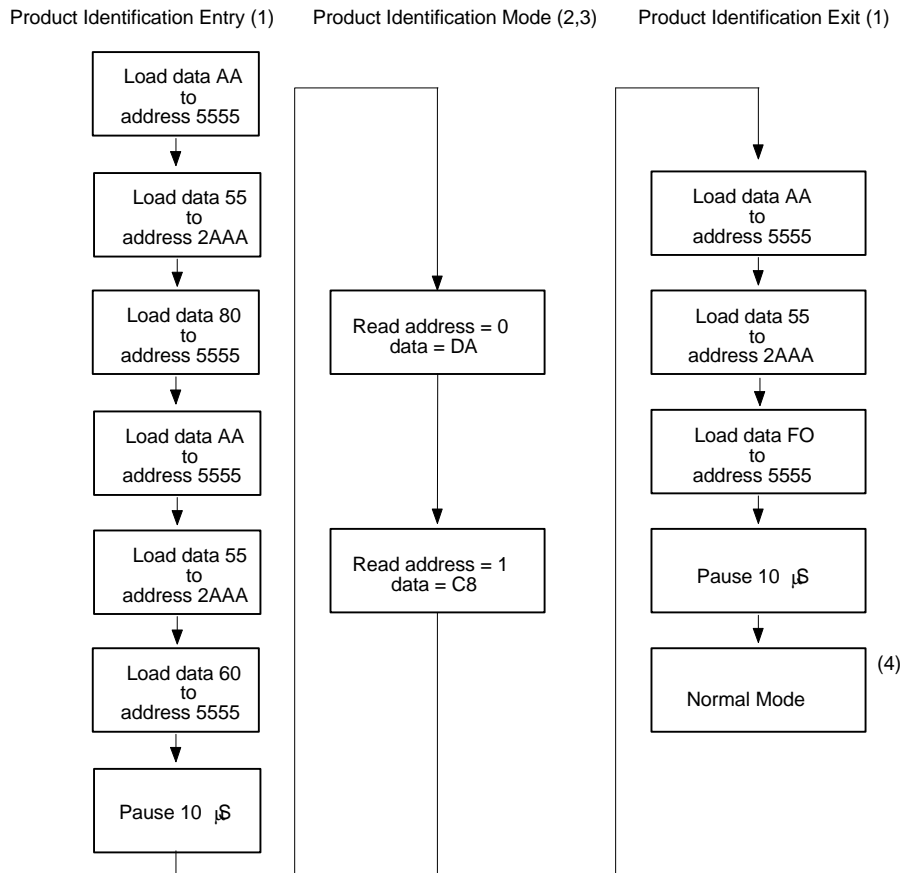 Product Identification Entry (1)
Product Identification Mode (2,3)
Product Identification Exit (1)
Load data AA
to
address 5555
Load data 55
to
address 2AAA
Load data 80
to
address 5555
Load data AA
to
address 5555
Load data 55
to
address 2AAA
Load data 60
to
address 5555
Pause 10 µS
Read address = 0
data = DA
Read address = 1
data = C8
Load data AA
to
address 5555
Load data 55
to
address 2AAA
Load data FO
to
address 5555
Pause 10 µS
Normal Mode
(4)